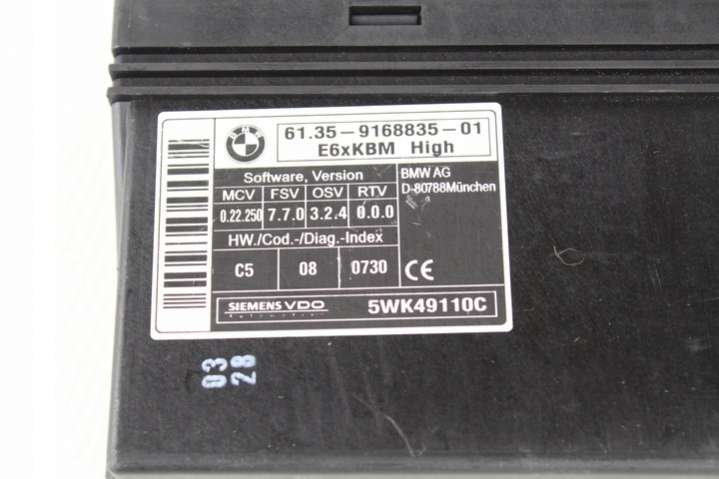 BMW
61.35-9168835-01
E6xKBM High
Software, Version
MCV FSV OSV RTV
0.22.250 7.7.0 3.2.4 0.0.0
HW./Cod.-/Diag.-Index
C5 08 0730
BMW AG
D-80788München
CE
SIEMENS VDO
Automotive
5WK49110C
03
28